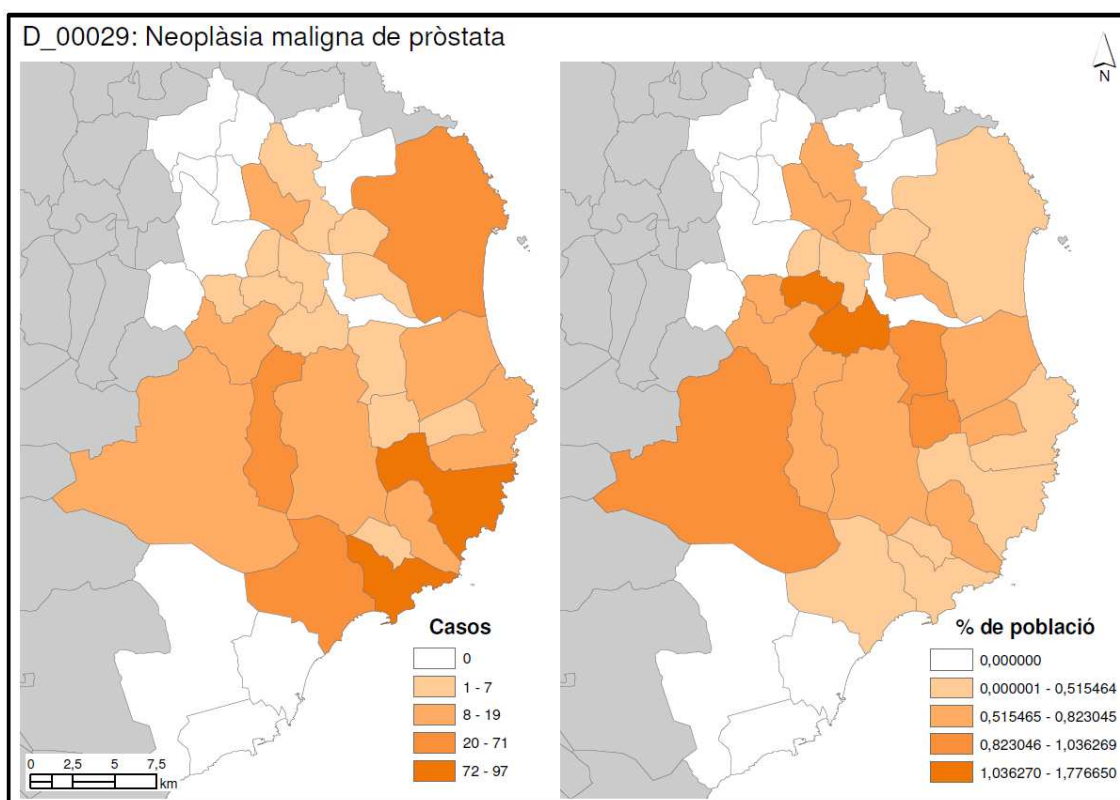 D_00029: Neoplàsia maligna de pròstata
N
Casos
0
1 - 7
8 - 19
20 - 71
72 - 97
0 2,5 5 7,5
km
% de població
0,000000
0,000001 - 0,515464
0,515465 - 0,823045
0,823046 - 1,036269
1,036270 - 1,776650